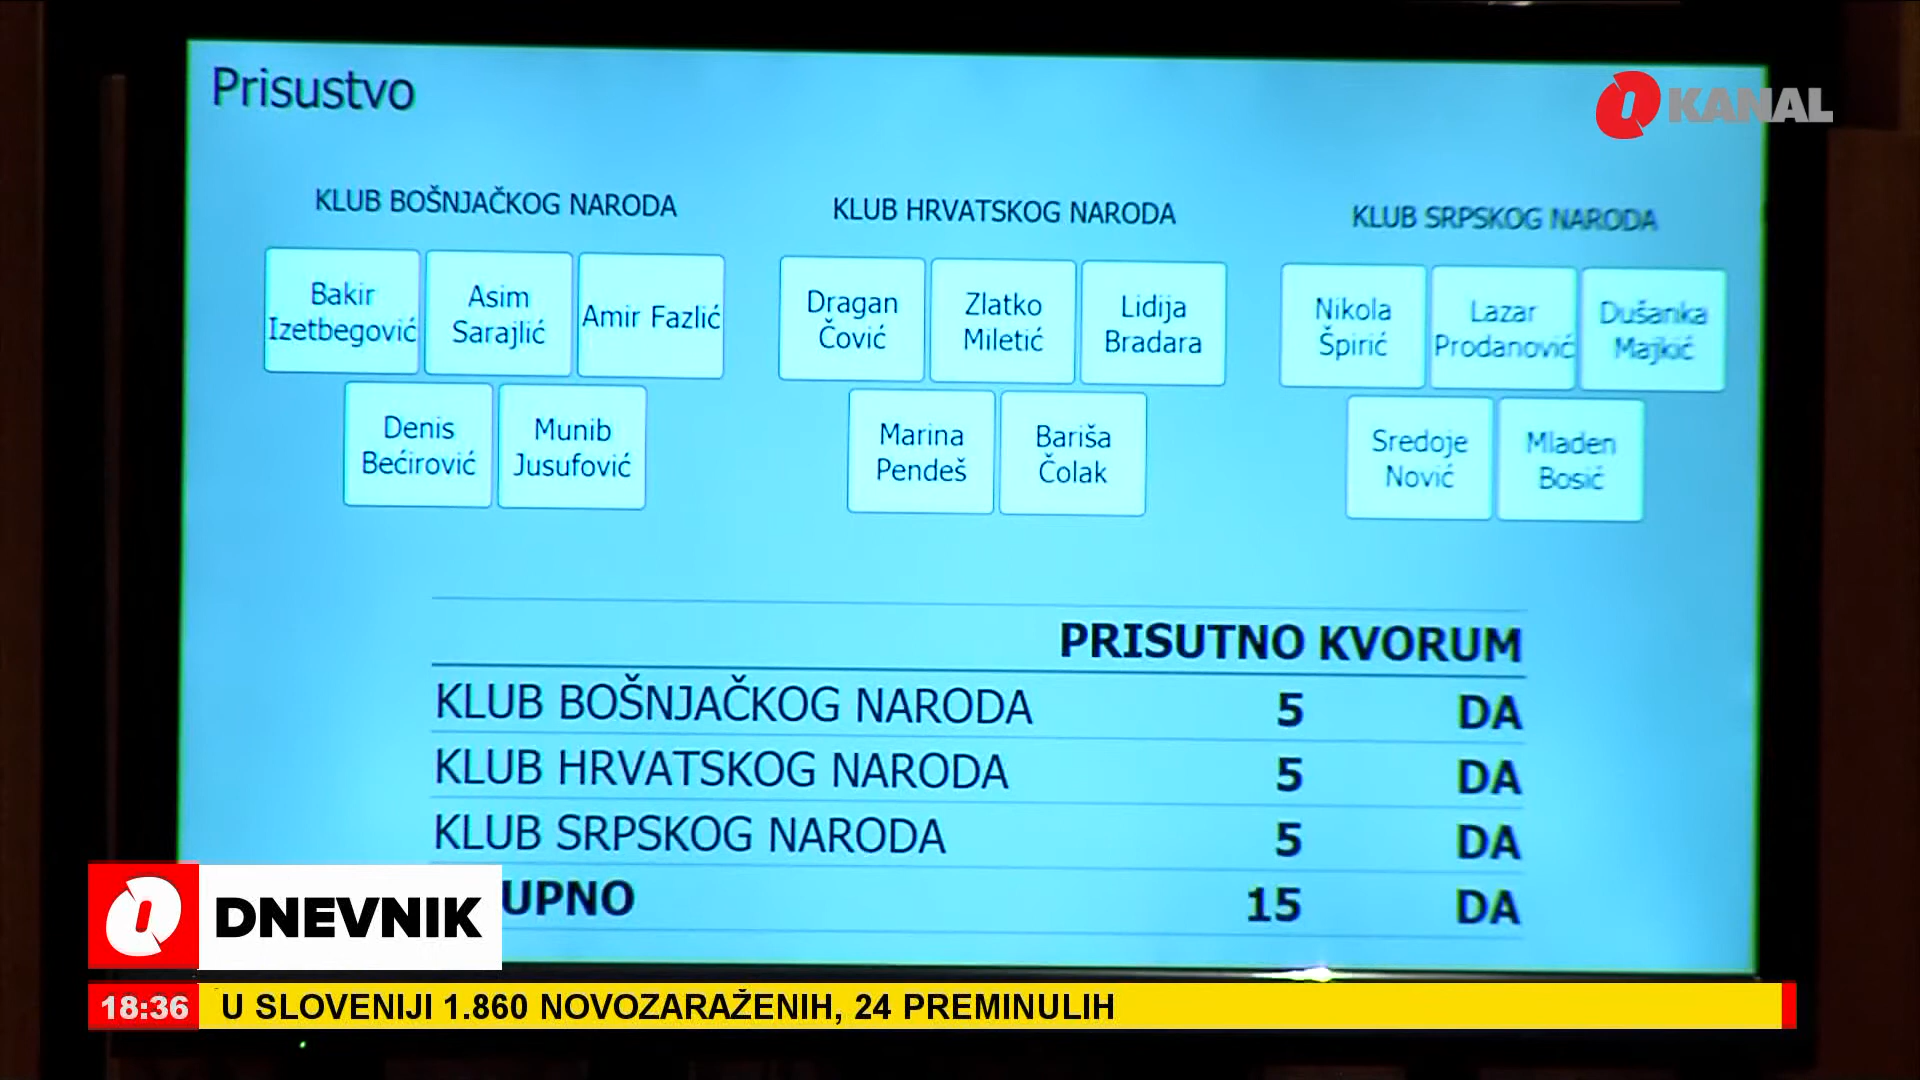 Prisustvo
O KANAL
KLUB BOŠNJAČKOG NARODA
Bakir
Izetbegović
Asim
Sarajlić
Amir Fazlić
Denis
Bećirović
Munib
Jusufović
KLUB HRVATSKOG NARODA
Dragan
Čović
Zlatko
Miletić
Lidija
Bradara
Marina
Pendeš
Bariša
Čolak
KLUB SRPSKOG NARODA
Nikola
Špirić
Lazar
Prodanović
Dušanka
Majkić
Sredoje
Nović
Mladen
Bosić
PRISUTNO KVORUM
KLUB BOŠNJAČKOG NARODA 5 DA
KLUB HRVATSKOG NARODA 5 DA
KLUB SRPSKOG NARODA 5 DA
UPNO 15 DA
O DNEVNIK
18:36 U SLOVENIJI 1.860 NOVOZARAŽENIH, 24 PREMINULIH